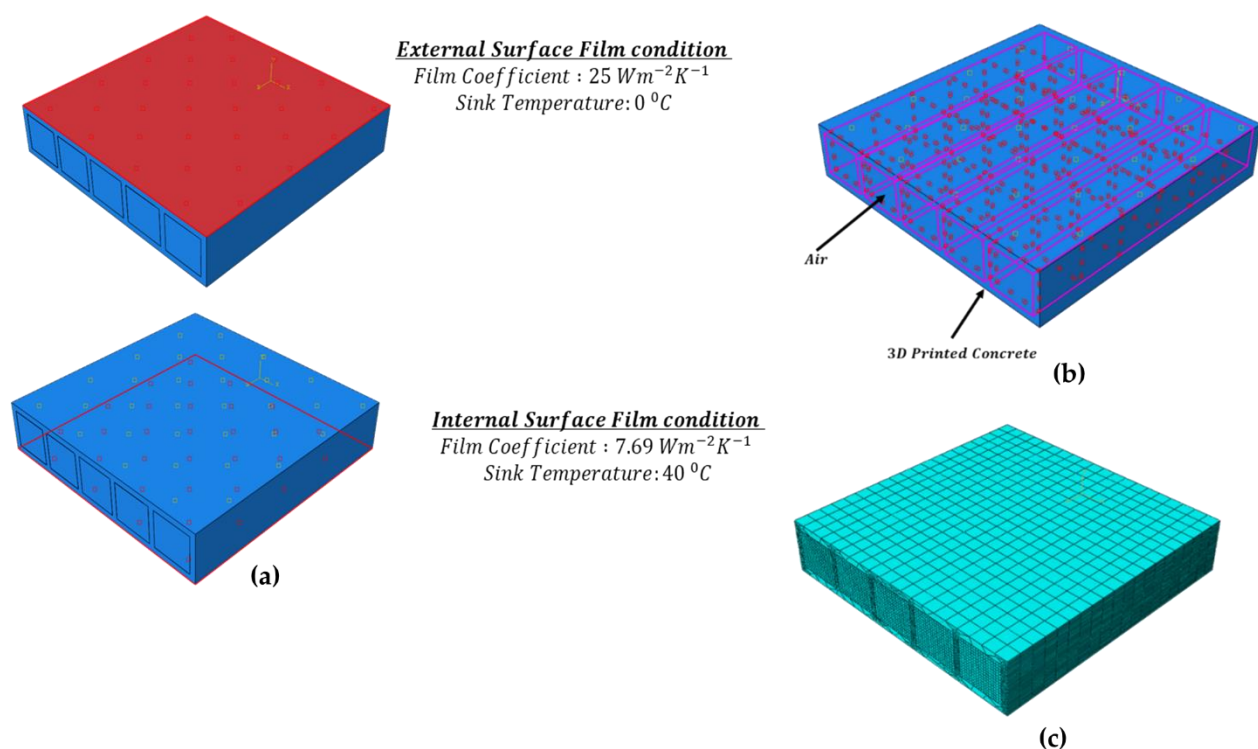 External Surface Film condition
Film Coefficient : 25 Wm⁻²K⁻¹
Sink Temperature: 0 ⁰C
Air
3D Printed Concrete
(b)
Internal Surface Film condition
Film Coefficient : 7.69 Wm⁻²K⁻¹
Sink Temperature: 40 ⁰C
(a)
(c)